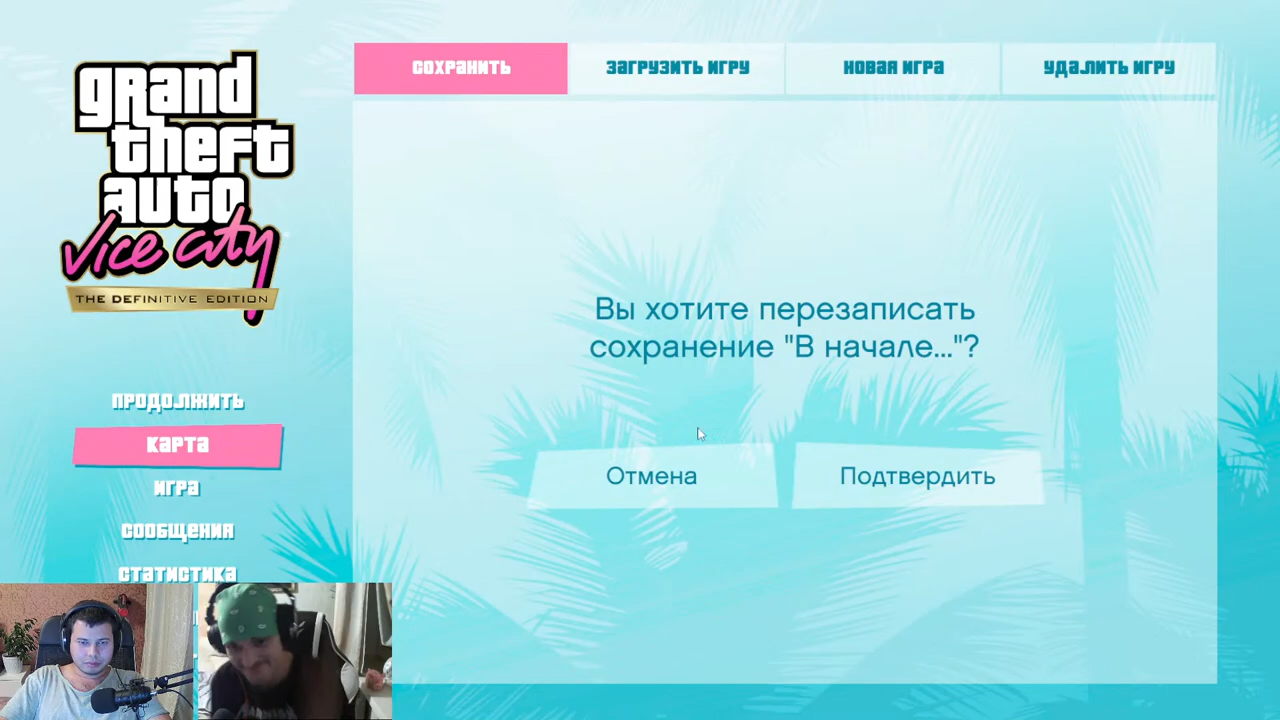 grand
theft
auto
Vice City
THE DEFINITIVE EDITION
СОХРАНИТЬ
ЗАГРУЗИТЬ ИГРУ
НОВАЯ ИГРА
УДАЛИТЬ ИГРУ
Вы хотите перезаписать
сохранение "В начале..."?
Отмена
Подтвердить
ПРОДОЛЖИТЬ
КАРТА
ИГРА
СООБЩЕНИЯ
СТАТИСТИКА